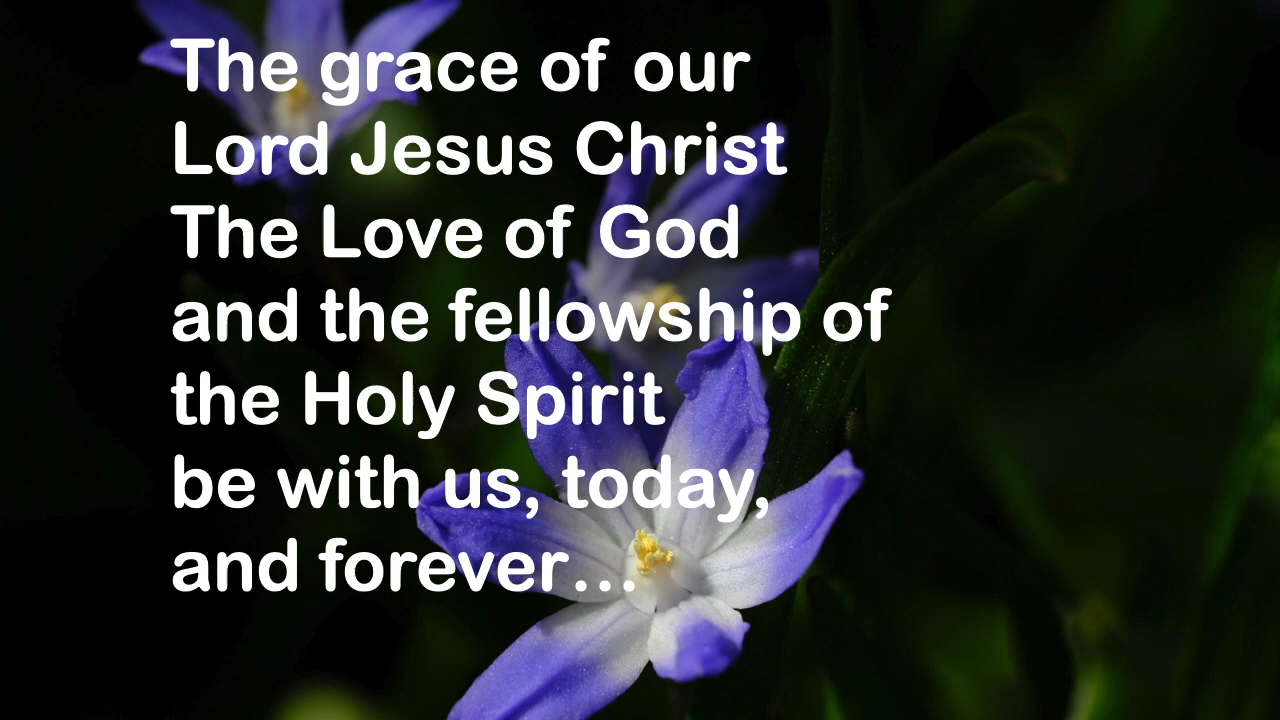 The grace of our
Lord Jesus Christ
The Love of God
and the fellowship of
the Holy Spirit
be with us, today,
and forever…